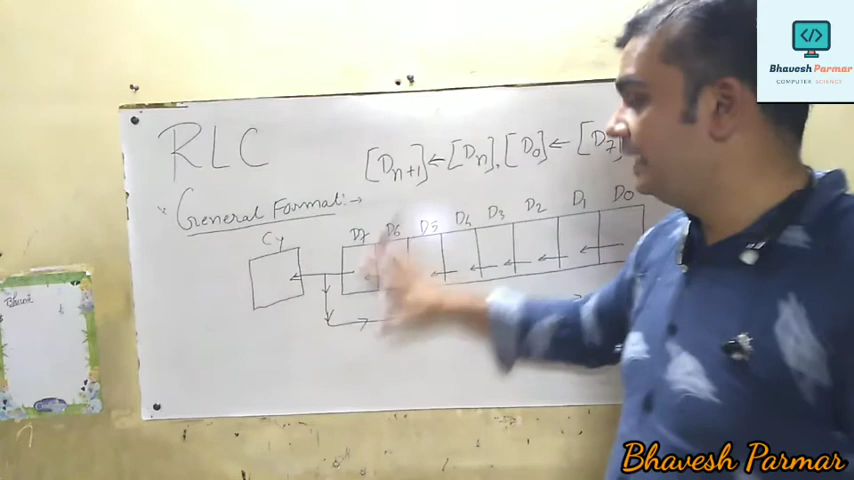 RLC
[Dn+1]←[Dn], [D0]←[D7
General Format:→
Cy D7 D6 D5 D4 D3 D2 D1 D0
</>
Bhavesh Parmar
COMPUTER SCIENCE
Bhavesh Parmar